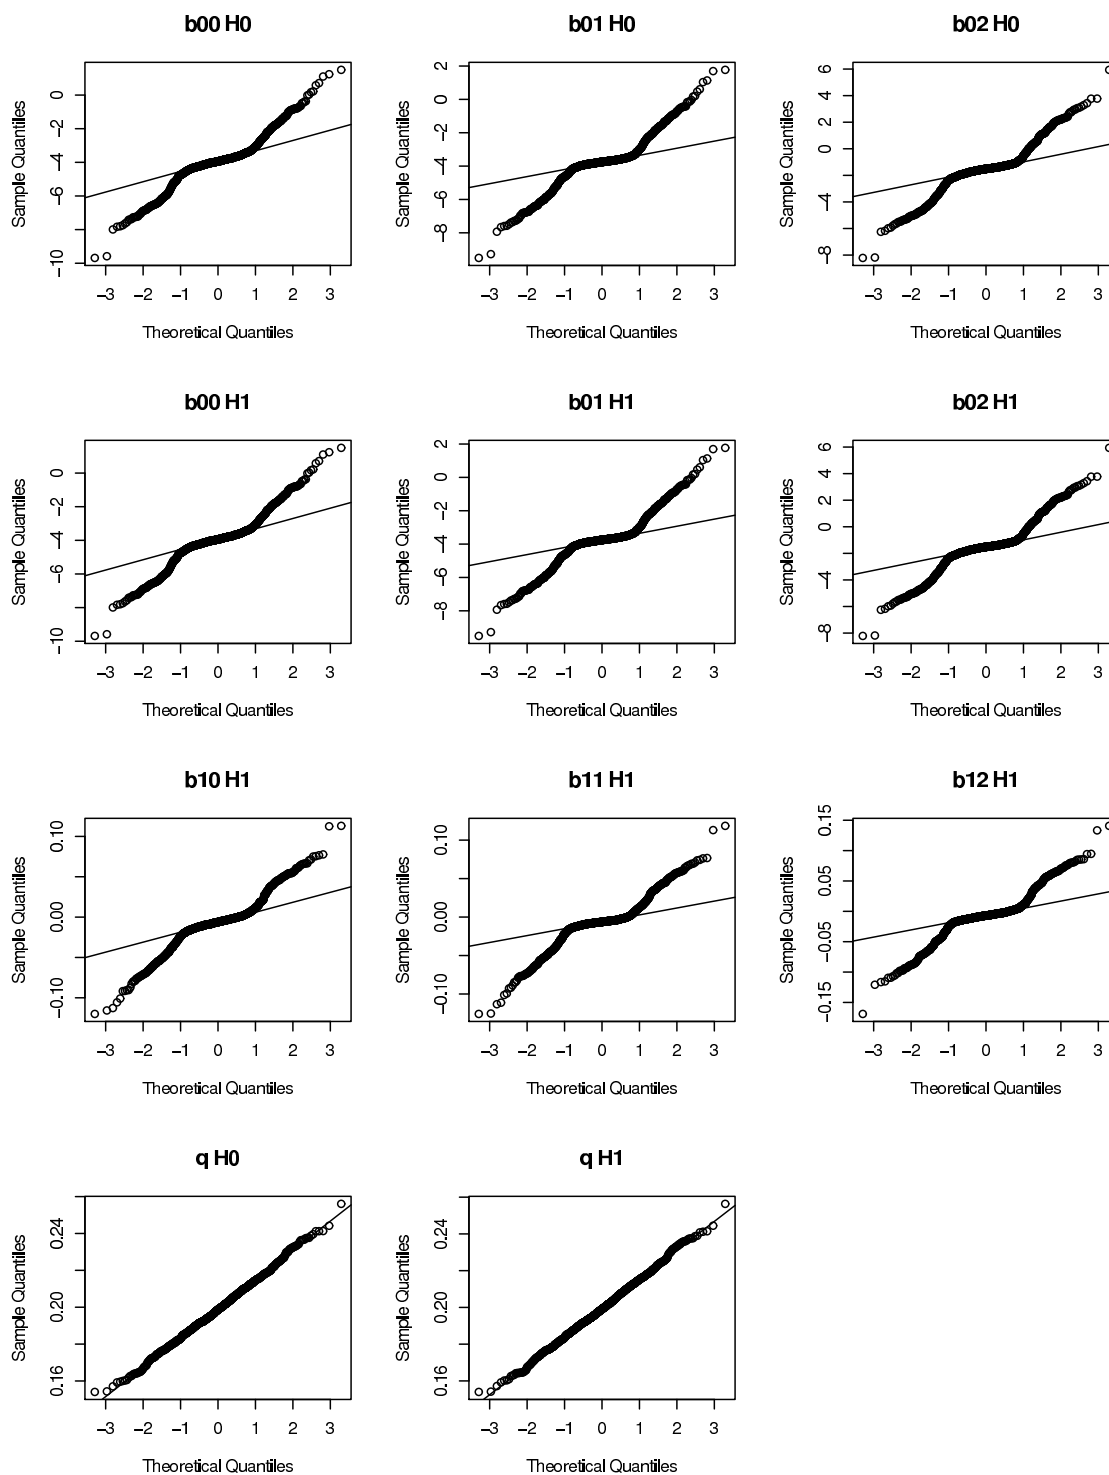 b00 H0
b01 H0
b02 H0
Sample Quantiles
−10 −6 −4 −2 0
−3 −2 −1 0 1 2 3
Theoretical Quantiles
Sample Quantiles
−8 −6 −4 −2 0 2
−3 −2 −1 0 1 2 3
Theoretical Quantiles
Sample Quantiles
−8 −4 0 2 4 6
−3 −2 −1 0 1 2 3
Theoretical Quantiles
b00 H1
b01 H1
b02 H1
Sample Quantiles
−10 −6 −4 −2 0
−3 −2 −1 0 1 2 3
Theoretical Quantiles
Sample Quantiles
−8 −6 −4 −2 0 2
−3 −2 −1 0 1 2 3
Theoretical Quantiles
Sample Quantiles
−8 −4 0 2 4 6
−3 −2 −1 0 1 2 3
Theoretical Quantiles
b10 H1
b11 H1
b12 H1
Sample Quantiles
−0.10 0.00 0.10
−3 −2 −1 0 1 2 3
Theoretical Quantiles
Sample Quantiles
−0.10 0.00 0.10
−3 −2 −1 0 1 2 3
Theoretical Quantiles
Sample Quantiles
−0.15 −0.05 0.05 0.15
−3 −2 −1 0 1 2 3
Theoretical Quantiles
q H0
q H1
Sample Quantiles
0.16 0.20 0.24
−3 −2 −1 0 1 2 3
Theoretical Quantiles
Sample Quantiles
0.16 0.20 0.24
−3 −2 −1 0 1 2 3
Theoretical Quantiles